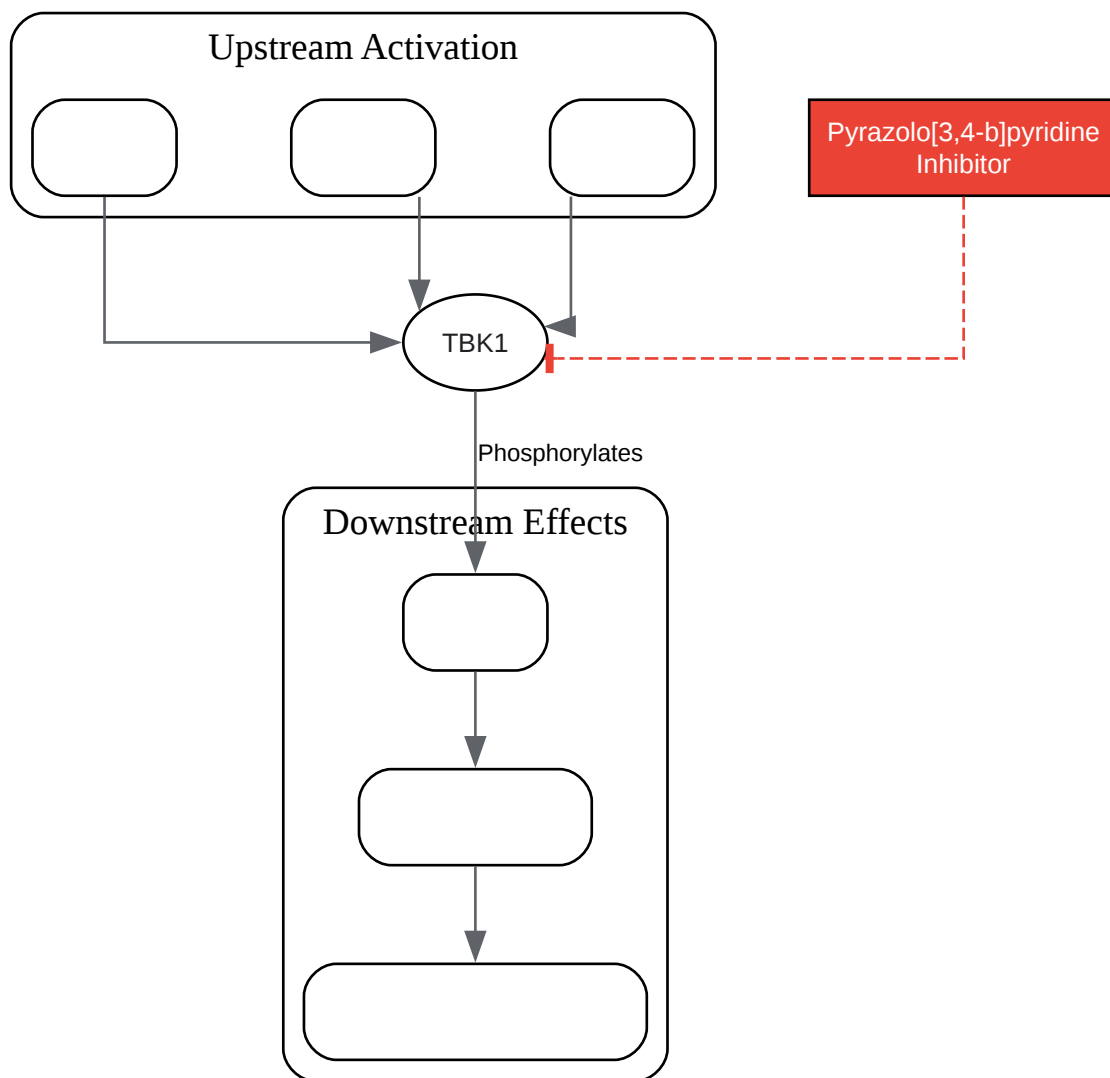 Upstream Activation
Pyrazolo[3,4-b]pyridine
Inhibitor
TBK1
Phosphorylates
Downstream Effects